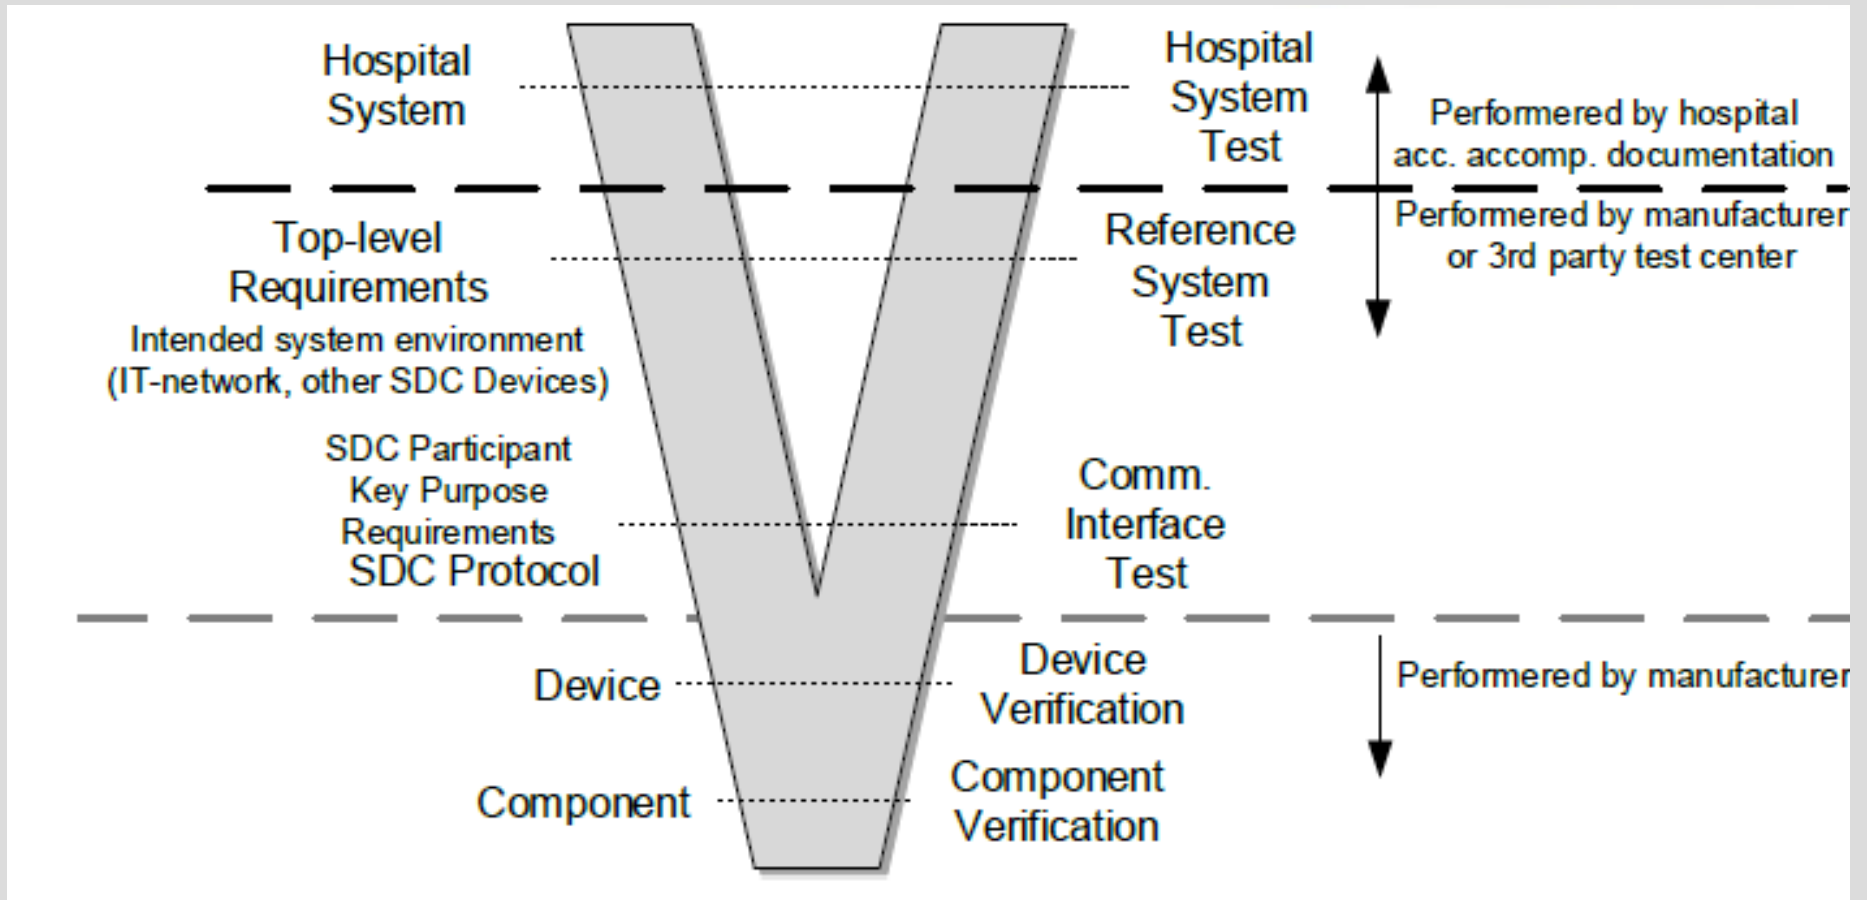 Hospital
System
Hospital
System
Test
Performered by hospital
acc. accomp. documentation
Top-level
Requirements
Intended system environment
(IT-network, other SDC Devices)
Reference
System
Test
Performered by manufacturer
or 3rd party test center
SDC Participant
Key Purpose
Requirements
SDC Protocol
Comm.
Interface
Test
Device
Device
Verification
Performered by manufacturer
Component
Component
Verification